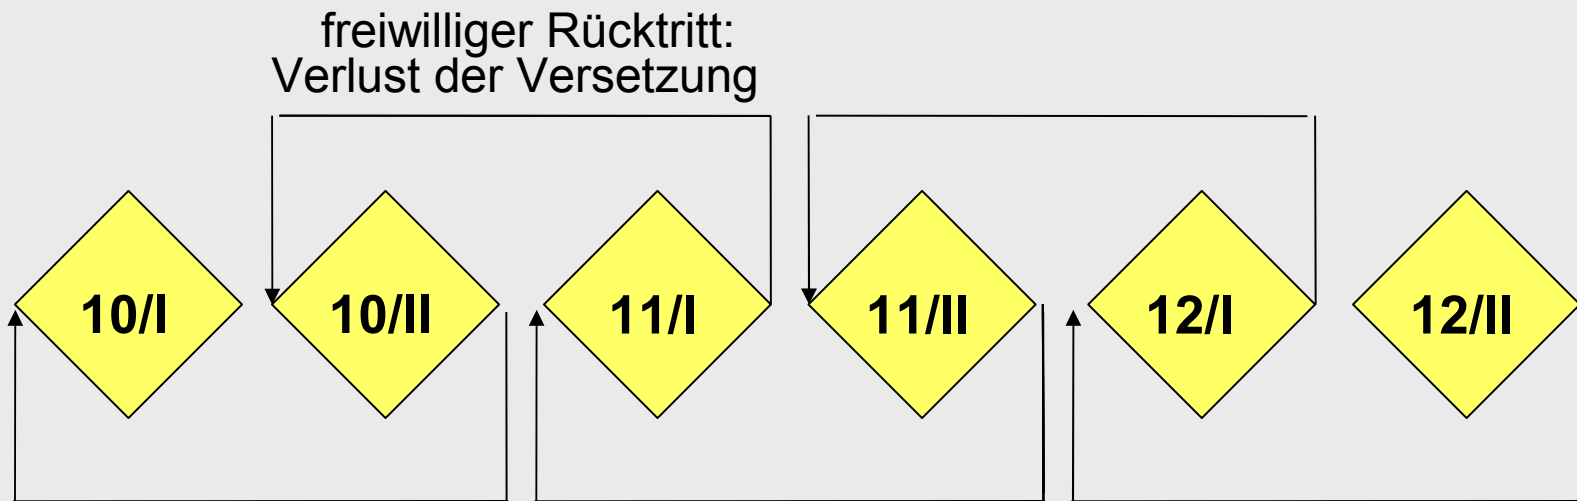 freiwilliger Rücktritt:
Verlust der Versetzung
10/I
10/II
11/I
11/II
12/I
12/II